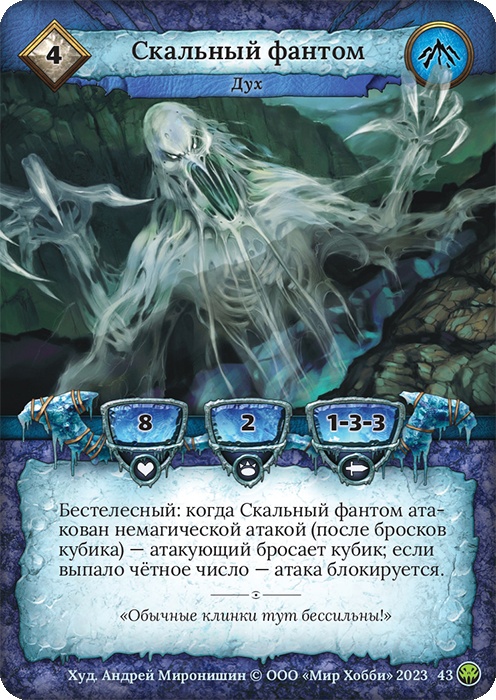 4
Скальный фантом
Дух
8
2
1-3-3
Бестелесный: когда Скальный фантом ата-
кован немагической атакой (после бросков
кубика) — атакующий бросает кубик; если
выпало чётное число — атака блокируется.
«Обычные клинки тут бессильны!»
Худ. Андрей Миронишин © ООО «Мир Хобби» 2023 43